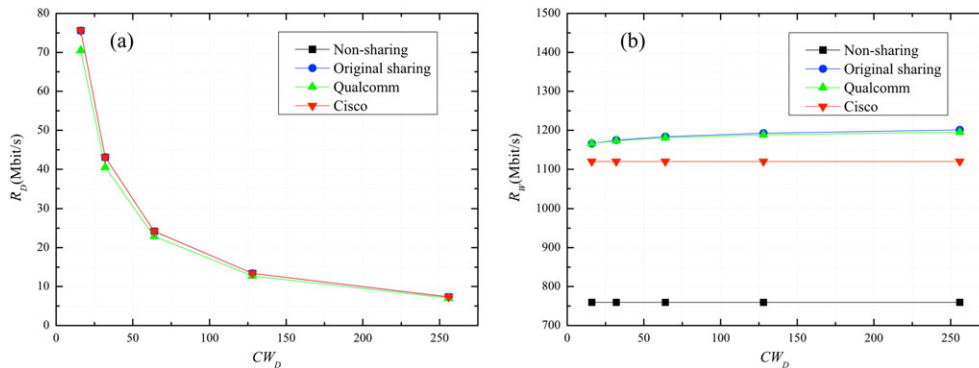 (a)
Non-sharing
Original sharing
Qualcomm
Cisco
80
70
60
50
40
30
20
10
0
R_D(Mbit/s)
0 50 100 150 200 250
CW_D
(b)
Non-sharing
Original sharing
Qualcomm
Cisco
1500
1400
1300
1200
1100
1000
900
800
700
R_W(Mbit/s)
0 50 100 150 200 250
CW_D